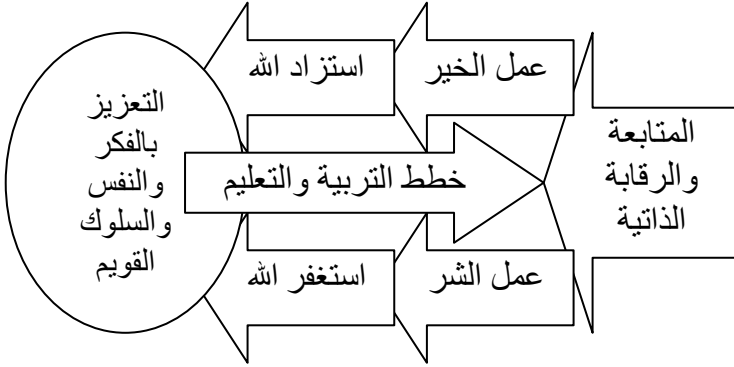 المتابعة
والرقابة
الذاتية
عمل الخير
استزاد الله
خطط التربية والتعليم
عمل الشر
استغفر الله
التعزيز
بالفكر
والنفس
والسلوك
القويم